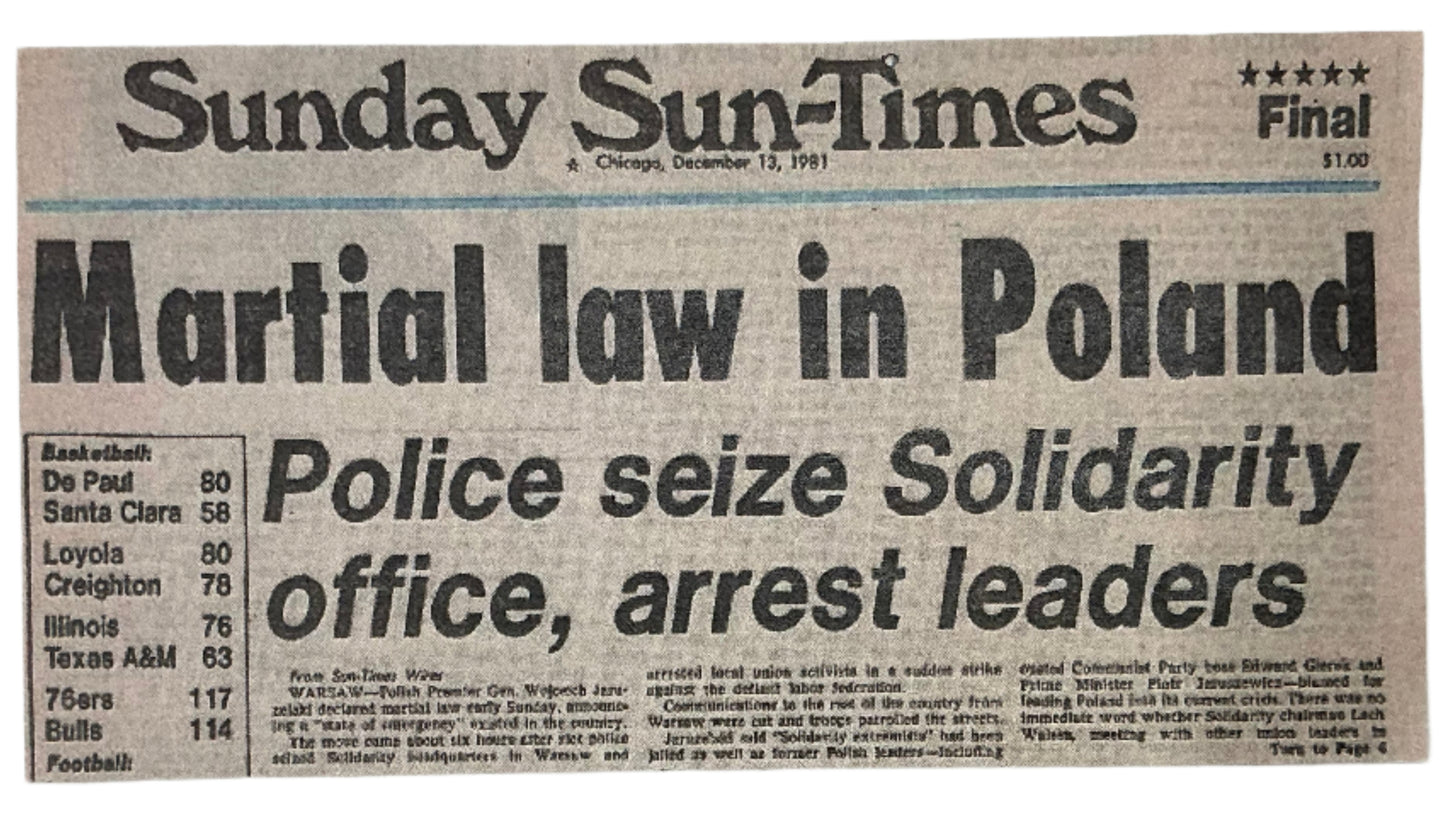 Sunday Sun-Times
★★★★★
Final
☆ Chicago, December 13, 1981
$1.00
Martial law in Poland
Police seize Solidarity
office, arrest leaders
Basketball:
De Paul 80
Santa Clara 58
Loyola 80
Creighton 78
Illinois 76
Texas A&M 63
76ers 117
Bulls 114
Football:
From Sun-Times Wires
WARSAW—Polish Premier Gen. Wojciech Jaru-
zelski declared martial law early Sunday, announc-
ing a "state of emergency" existed in the country.
The move came about six hours after riot police
seized Solidarity headquarters in Warsaw and
arrested local union activists in a sudden strike
against the defiant labor federation.
Communications to the rest of the country from
Warsaw were cut and troops patrolled the streets.
Jaruzelski said "Solidarity extremists" had been
jailed as well as former Polish leaders—including
ousted Communist Party boss Edward Gierek and
Prime Minister Piotr Jaroszewicz—blamed for
leading Poland into its current crisis. There was no
immediate word whether Solidarity chairman Lech
Walesa, meeting with other union leaders in
Turn to Page 6